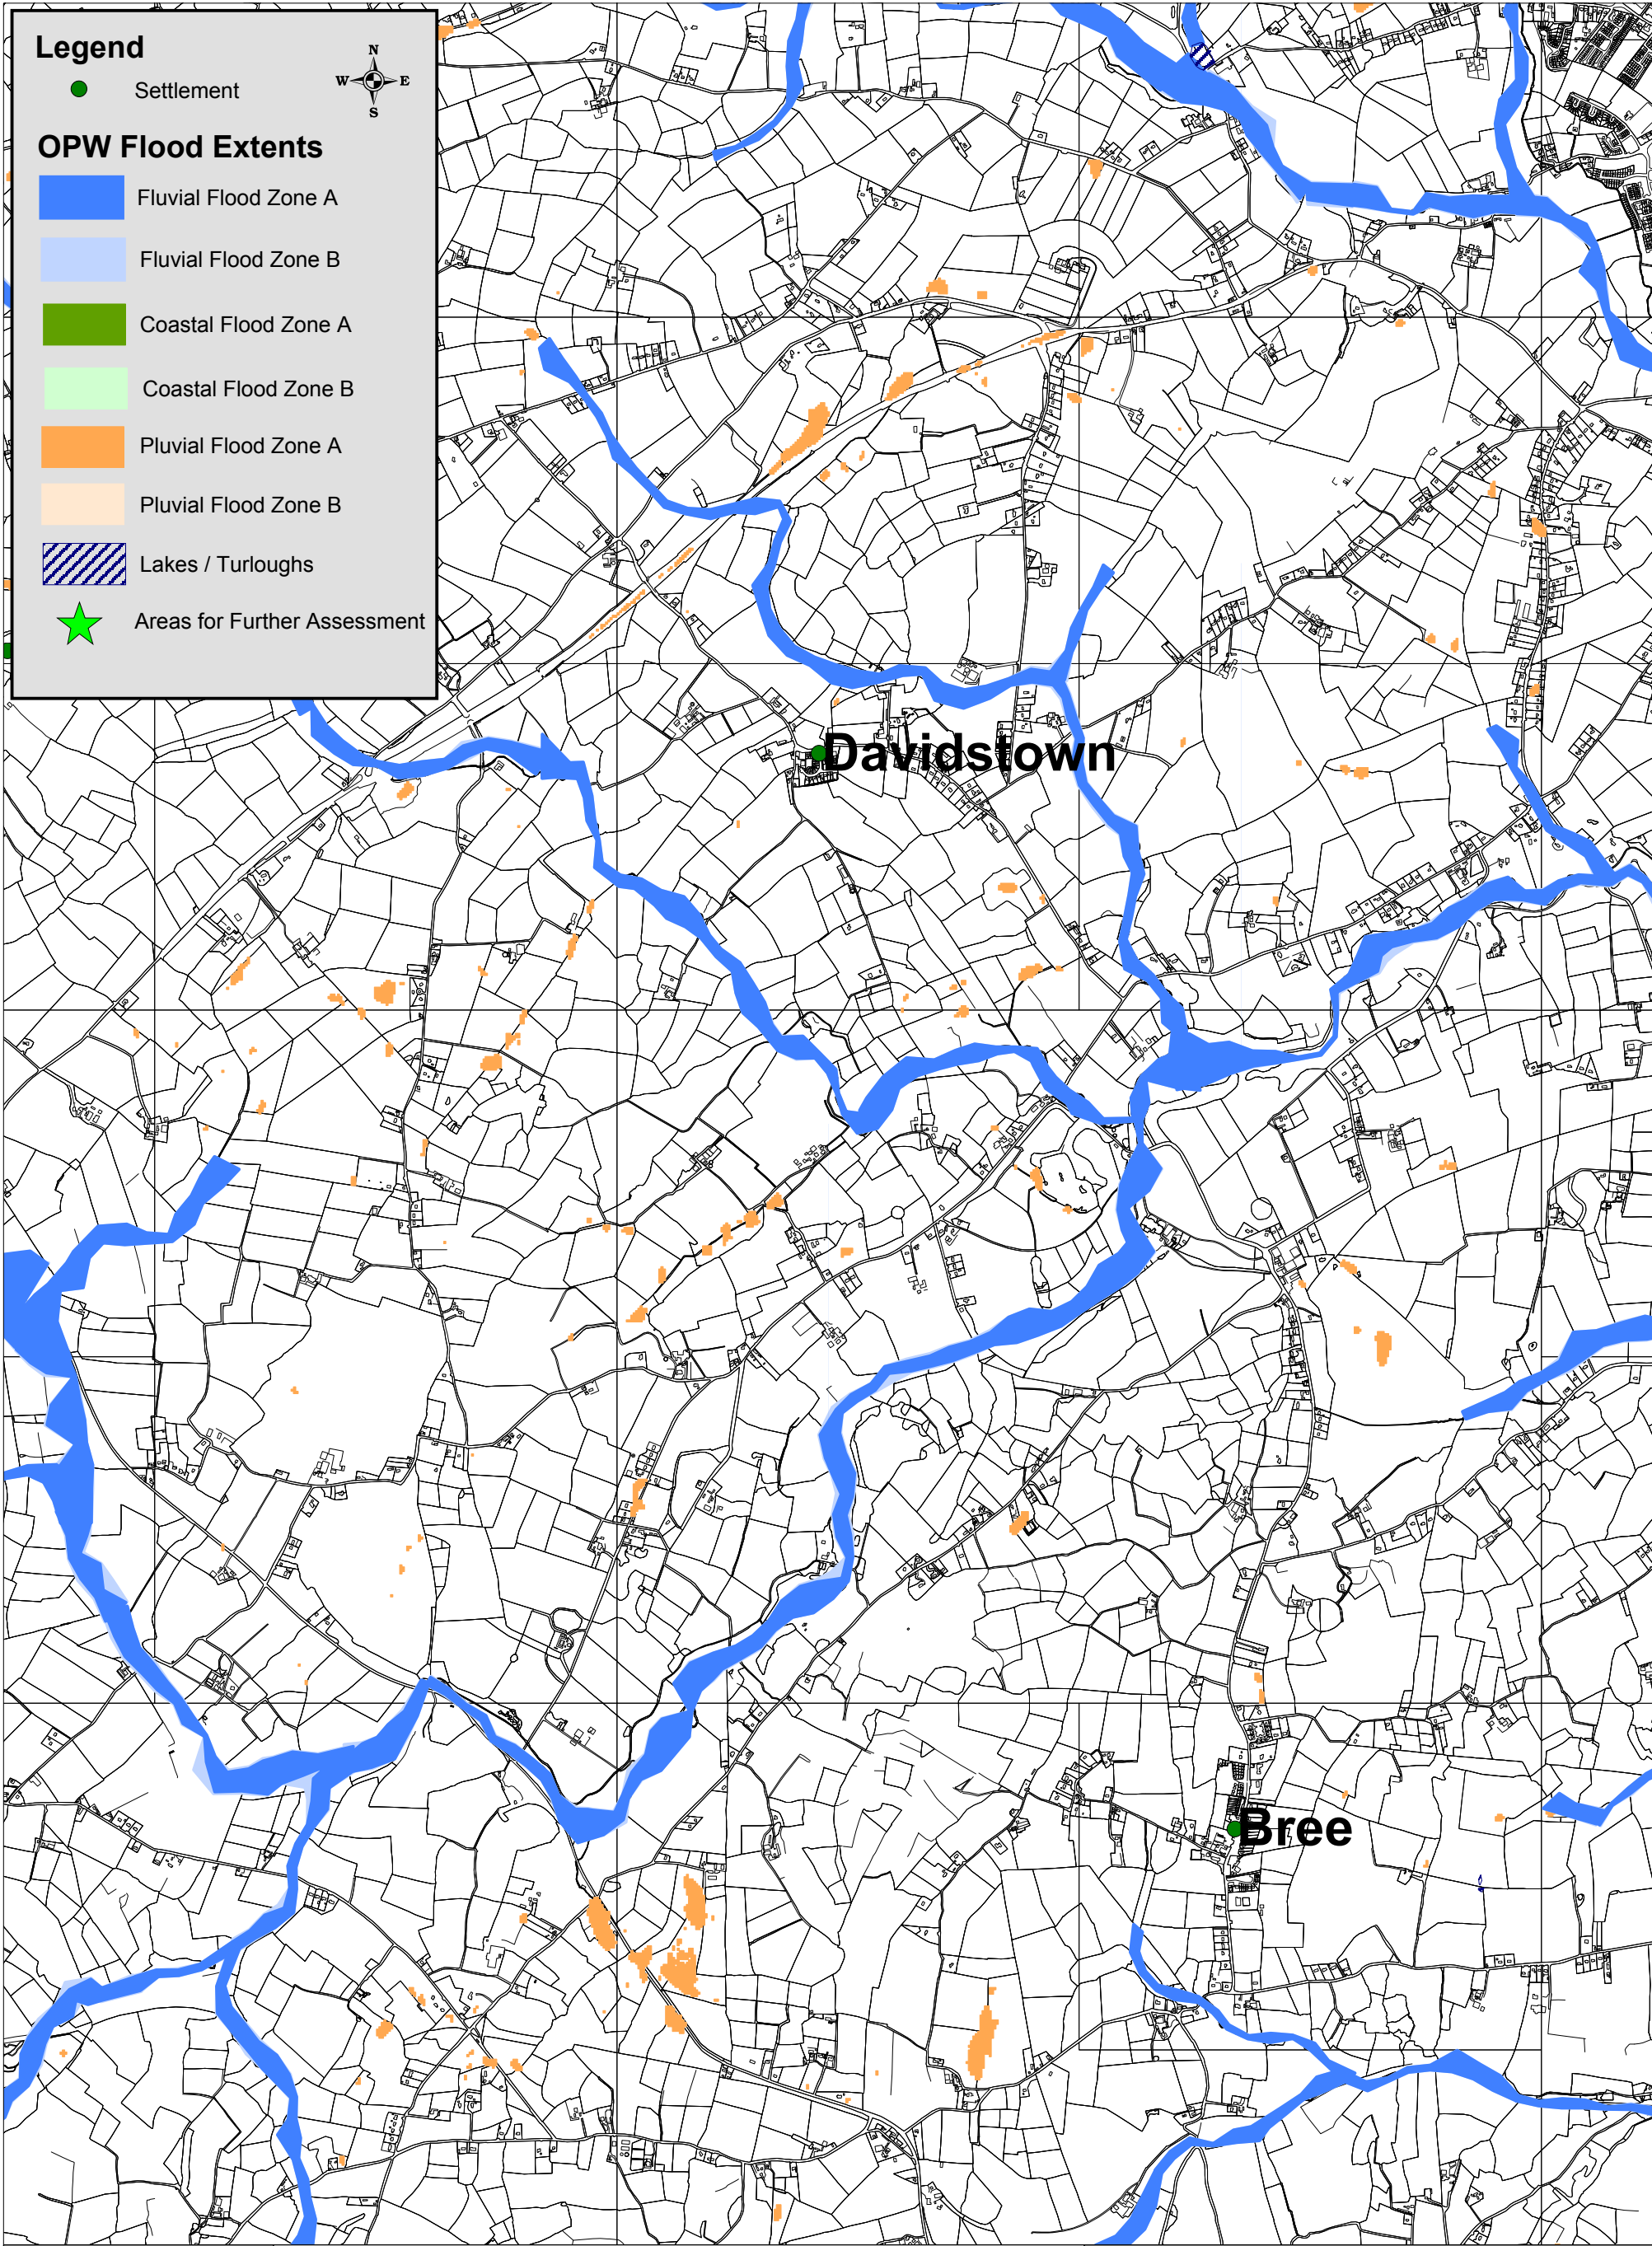 Legend
N
W E
S
Settlement
OPW Flood Extents
Fluvial Flood Zone A
Fluvial Flood Zone B
Coastal Flood Zone A
Coastal Flood Zone B
Pluvial Flood Zone A
Pluvial Flood Zone B
Lakes / Turloughs
Areas for Further Assessment
Davidstown
Bree